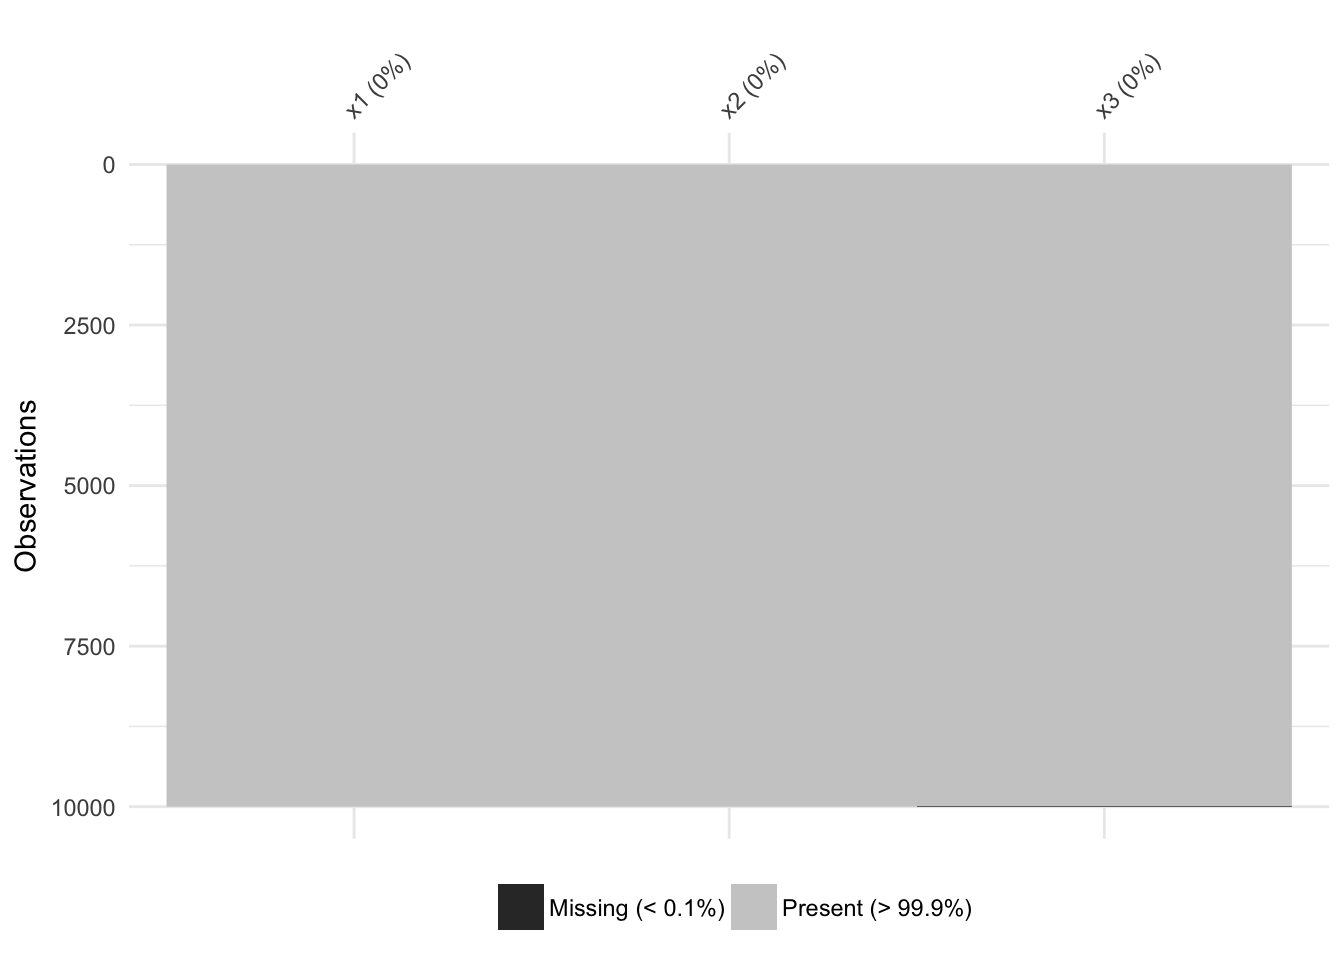 x1 (0%)
x2 (0%)
x3 (0%)
0
2500
5000
7500
10000
Observations
Missing (< 0.1%)
Present (> 99.9%)